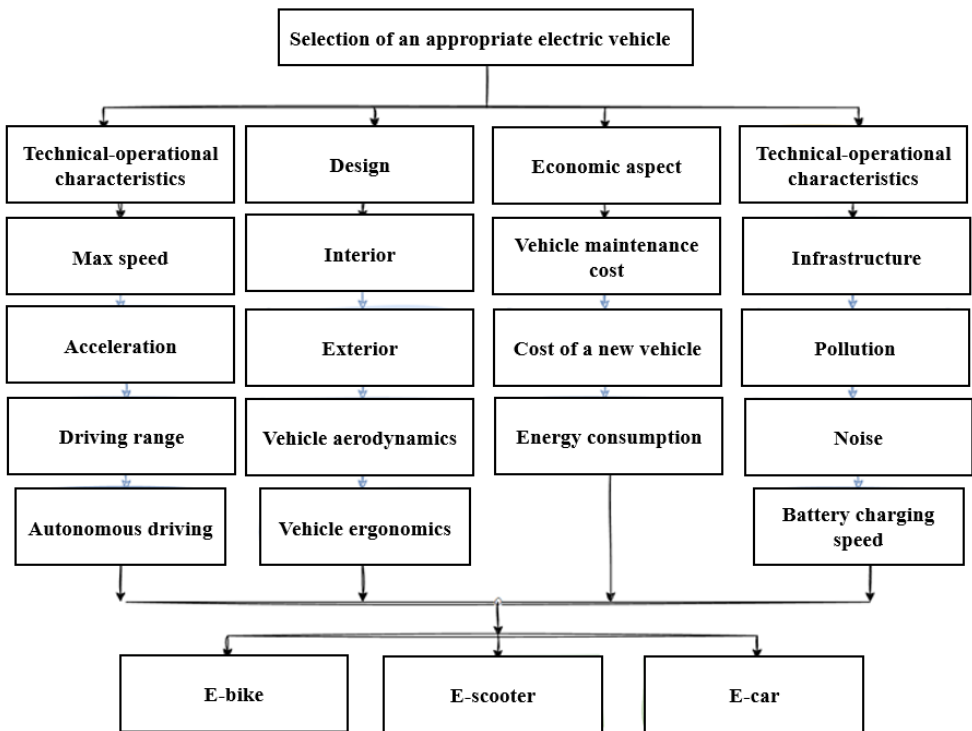 Selection of an appropriate electric vehicle
Technical-operational
characteristics
Design
Economic aspect
Technical-operational
characteristics
Max speed
Interior
Vehicle maintenance
cost
Infrastructure
Acceleration
Exterior
Cost of a new vehicle
Pollution
Driving range
Vehicle aerodynamics
Energy consumption
Noise
Autonomous driving
Vehicle ergonomics
Battery charging
speed
E-bike
E-scooter
E-car